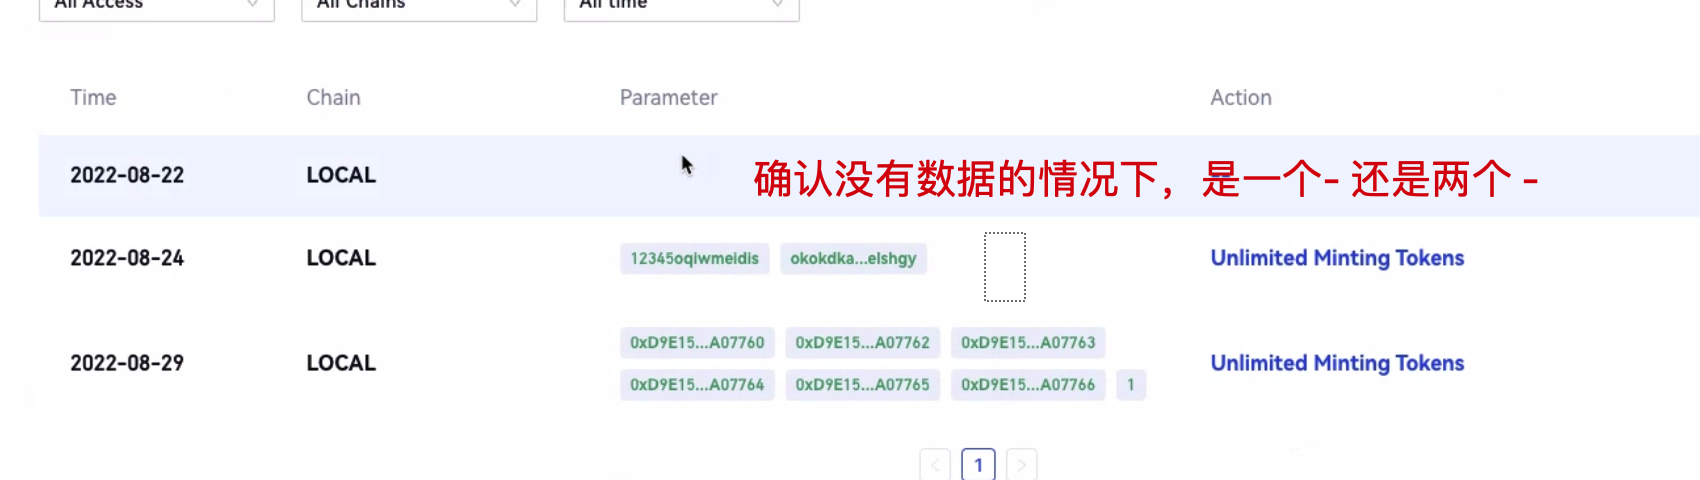 All Access All Chains All time
Time Chain Parameter Action
2022-08-22 LOCAL 确认没有数据的情况下，是一个- 还是两个 -
2022-08-24 LOCAL 12345oqiwmeidis okokdka...elshgy Unlimited Minting Tokens
0xD9E15...A07760 0xD9E15...A07762 0xD9E15...A07763
2022-08-29 LOCAL Unlimited Minting Tokens
0xD9E15...A07764 0xD9E15...A07765 0xD9E15...A07766 1
< 1 >